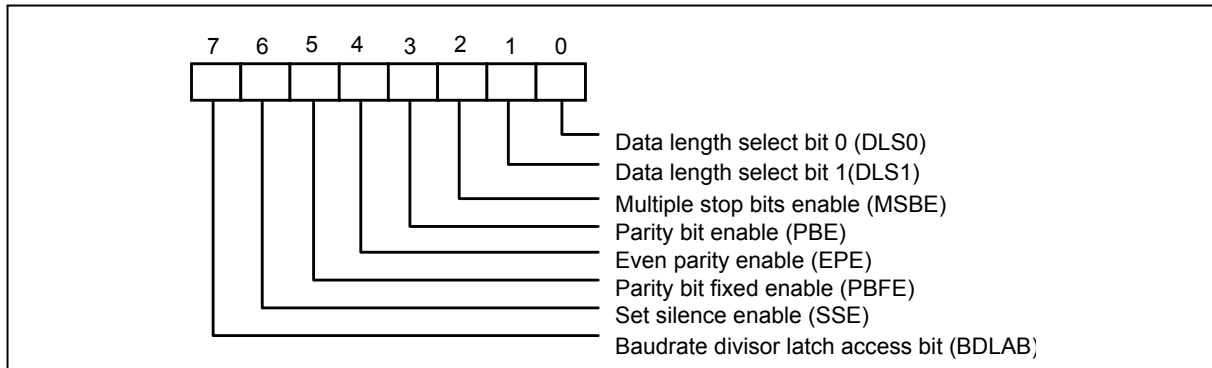 7 6 5 4 3 2 1 0
Data length select bit 0 (DLS0)
Data length select bit 1(DLS1)
Multiple stop bits enable (MSBE)
Parity bit enable (PBE)
Even parity enable (EPE)
Parity bit fixed enable (PBFE)
Set silence enable (SSE)
Baudrate divisor latch access bit (BDLAB)